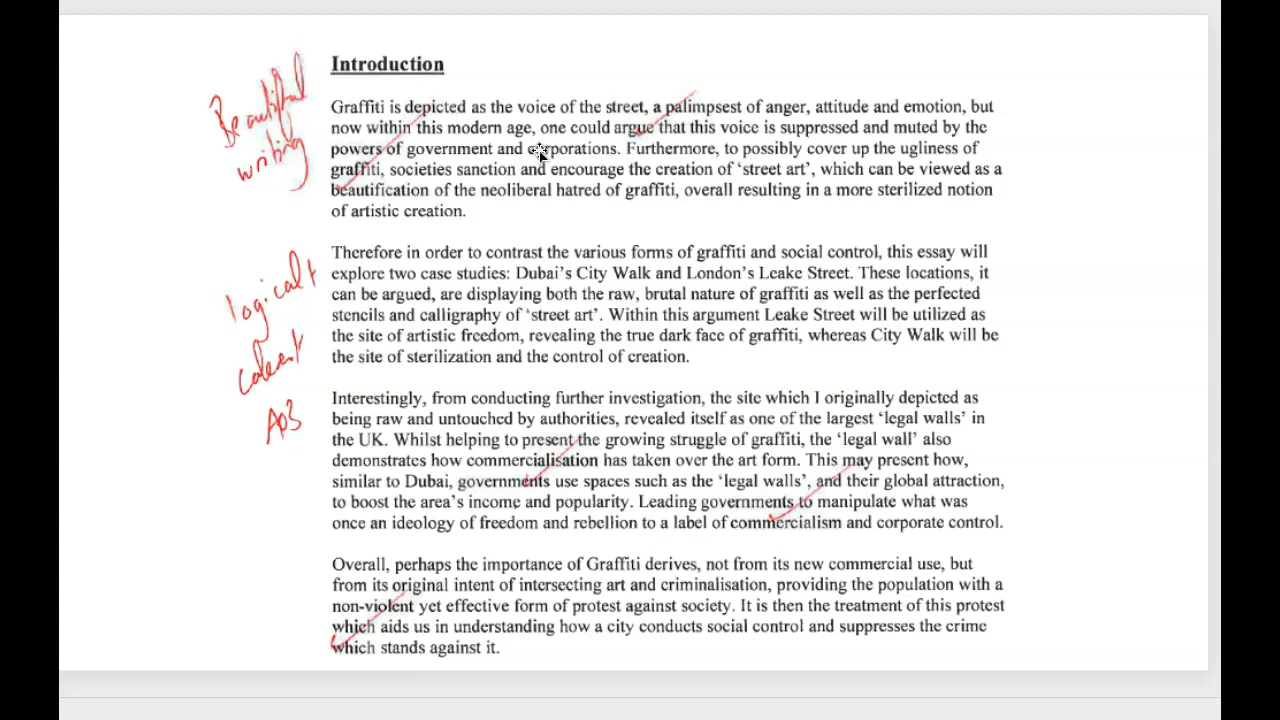 Introduction
Beautiful
writing
Graffiti is depicted as the voice of the street, a palimpsest of anger, attitude and emotion, but
now within this modern age, one could argue that this voice is suppressed and muted by the
powers of government and corporations. Furthermore, to possibly cover up the ugliness of
graffiti, societies sanction and encourage the creation of ‘street art’, which can be viewed as a
beautification of the neoliberal hatred of graffiti, overall resulting in a more sterilized notion
of artistic creation.
logical +
coherent
AO3
Therefore in order to contrast the various forms of graffiti and social control, this essay will
explore two case studies: Dubai’s City Walk and London’s Leake Street. These locations, it
can be argued, are displaying both the raw, brutal nature of graffiti as well as the perfected
stencils and calligraphy of ‘street art’. Within this argument Leake Street will be utilized as
the site of artistic freedom, revealing the true dark face of graffiti, whereas City Walk will be
the site of sterilization and the control of creation.
Interestingly, from conducting further investigation, the site which I originally depicted as
being raw and untouched by authorities, revealed itself as one of the largest ‘legal walls’ in
the UK. Whilst helping to present the growing struggle of graffiti, the ‘legal wall’ also
demonstrates how commercialisation has taken over the art form. This may present how,
similar to Dubai, governments use spaces such as the ‘legal walls’, and their global attraction,
to boost the area’s income and popularity. Leading governments to manipulate what was
once an ideology of freedom and rebellion to a label of commercialism and corporate control.
Overall, perhaps the importance of Graffiti derives, not from its new commercial use, but
from its original intent of intersecting art and criminalisation, providing the population with a
non-violent yet effective form of protest against society. It is then the treatment of this protest
which aids us in understanding how a city conducts social control and suppresses the crime
which stands against it.